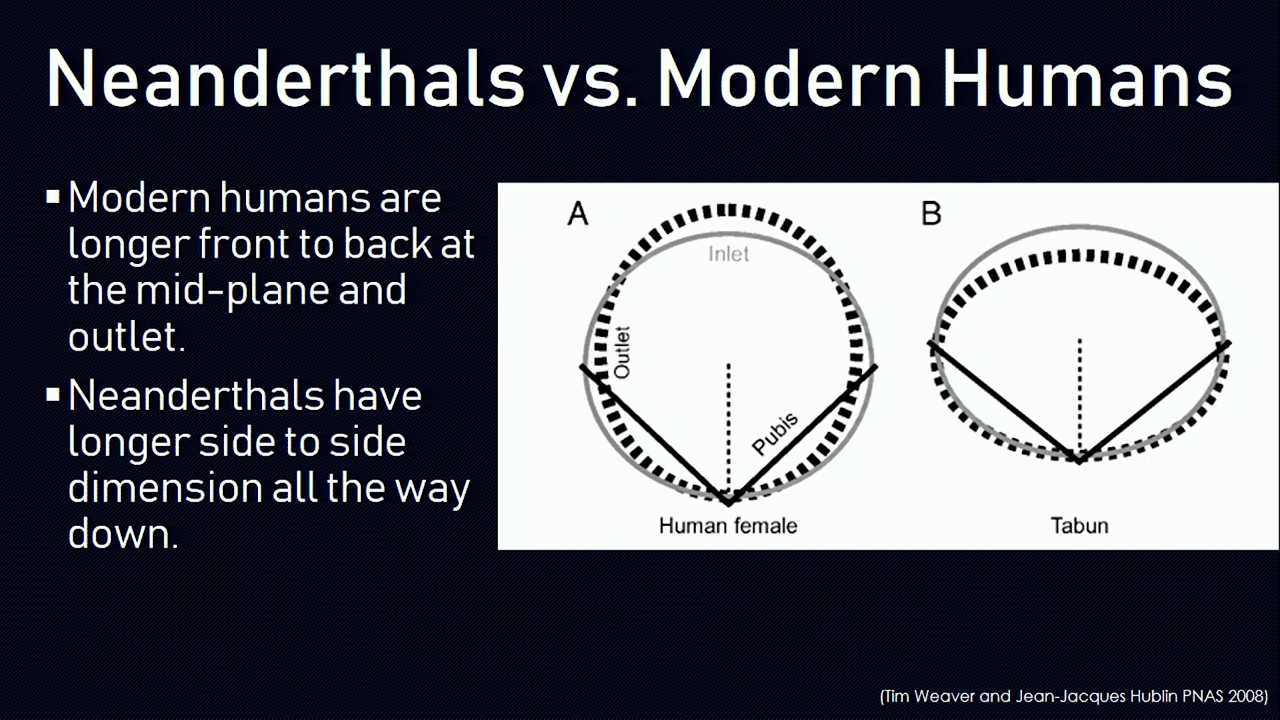 Neanderthals vs. Modern Humans
▪ Modern humans are
longer front to back at
the mid-plane and
outlet.
▪ Neanderthals have
longer side to side
dimension all the way
down.
A
Inlet
Outlet
Pubis
Human female
B
Tabun
(Tim Weaver and Jean-Jacques Hublin PNAS 2008)